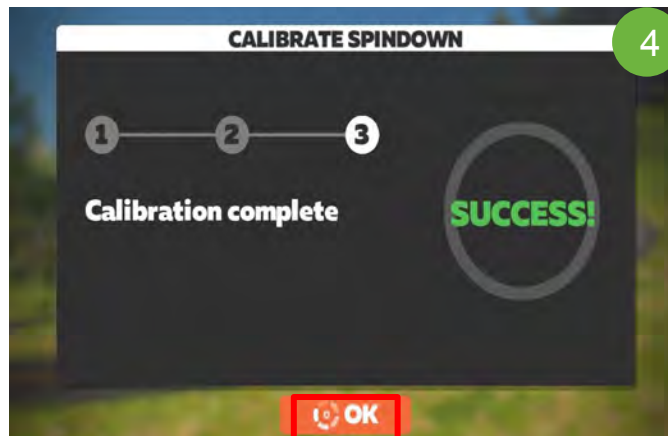 CALIBRATE SPINDOWN
4
1 2 3
Calibration complete
SUCCESS!
OK